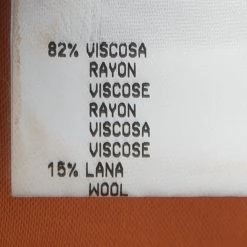 82% VISCOSA
RAYON
VISCOSE
RAYON
VISCOSA
VISCOSE
15% LANA
WOOL